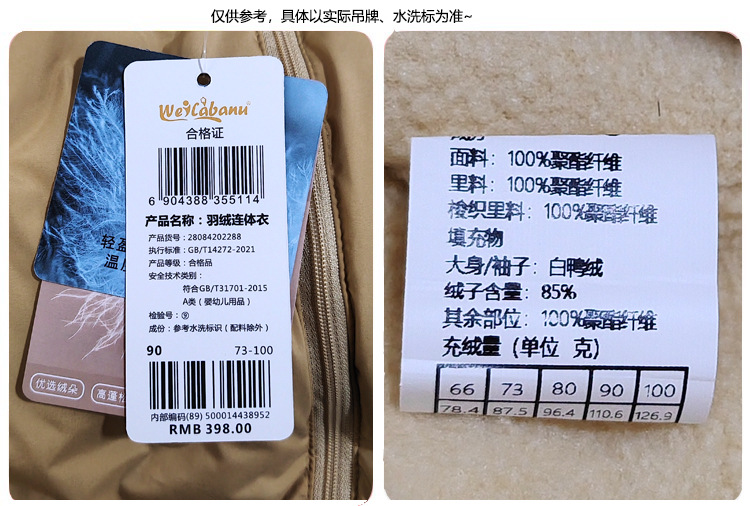 仅供参考，具体以实际吊牌、水洗标为准~
WeiLabanu
合格证
6 904388 355114
产品名称：羽绒连体衣
产品货号：28084202288
执行标准：GB/T14272-2021
产品等级：合格品
安全技术类别：
符合GB/T31701-2015
A类（婴幼儿用品）
检验号：⑨
成份：参考水洗标识（配料除外）
90 73-100
内部编码(89) 500014438952
RMB 398.00
轻盈
温度
优选绒朵
高蓬松
面料：100%聚酯纤维
里料：100%聚酯纤维
梭织里料：100%聚酯纤维
填充物
大身/袖子：白鸭绒
绒子含量：85%
其余部位：100%聚酯纤维
充绒量（单位 克）
66 73 80 90 100
78.4 87.5 96.4 110.6 126.9